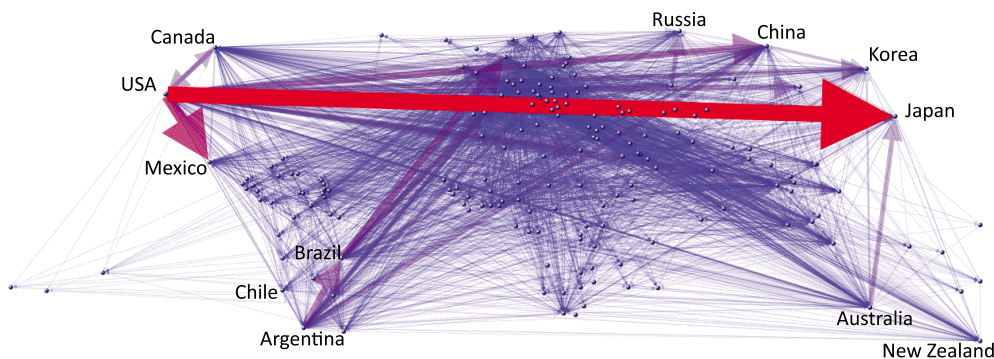 Russia
China
Canada
Korea
USA
Japan
Mexico
Brazil
Chile
Australia
Argentina
New Zealand